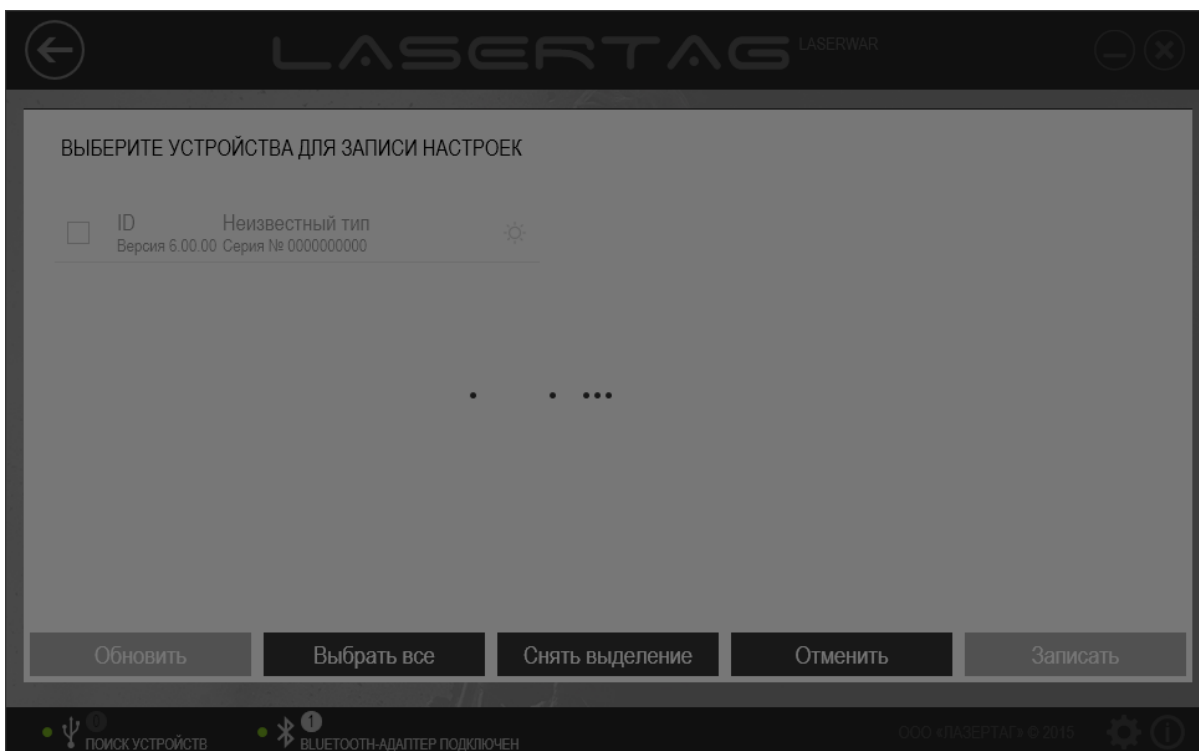 LASERTAG LASERWAR
ВЫБЕРИТЕ УСТРОЙСТВА ДЛЯ ЗАПИСИ НАСТРОЕК
ID Неизвестный тип
Версия 6.00.00 Серия № 0000000000
Обновить Выбрать все Снять выделение Отменить Записать
0 ПОИСК УСТРОЙСТВ 1 BLUETOOTH-АДАПТЕР ПОДКЛЮЧЕН ООО «ЛАЗЕРТАГ» © 2015